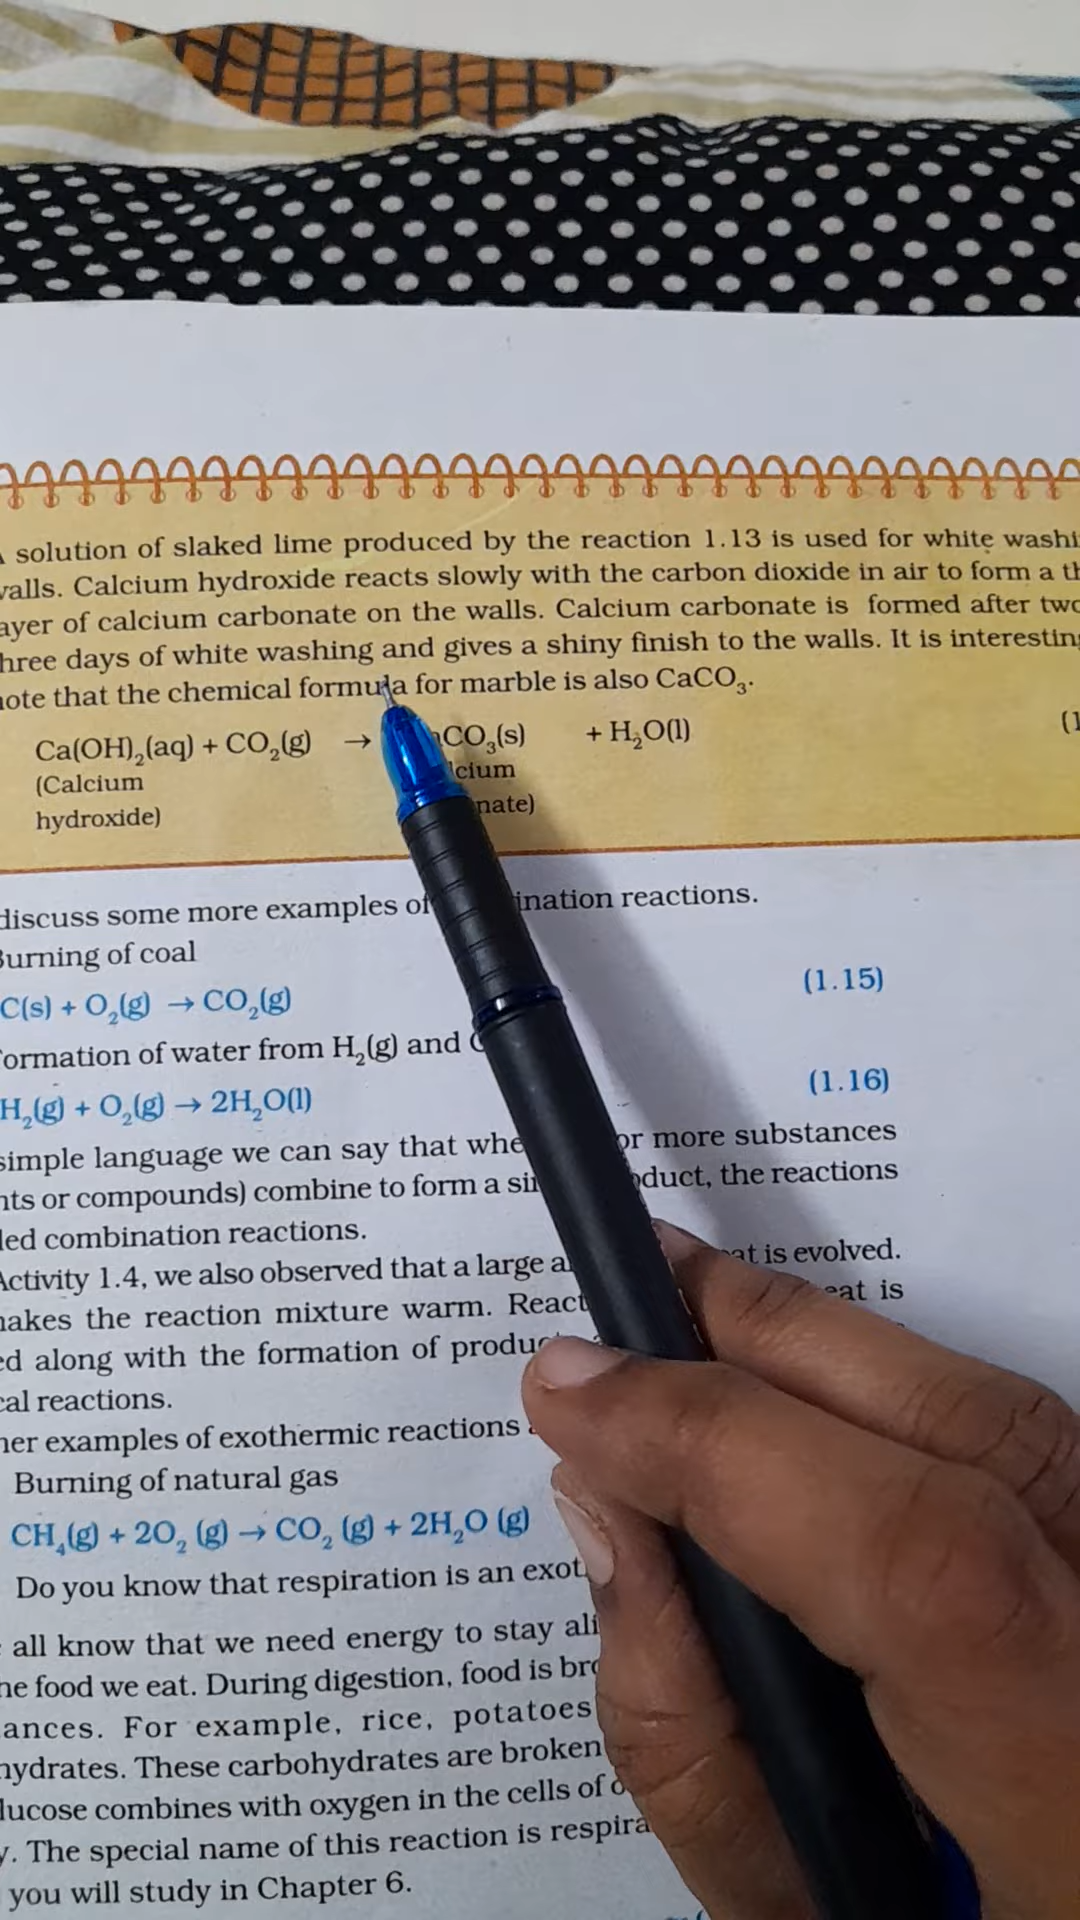 solution of slaked lime produced by the reaction 1.13 is used for white washi
alls. Calcium hydroxide reacts slowly with the carbon dioxide in air to form a th
ayer of calcium carbonate on the walls. Calcium carbonate is formed after two
hree days of white washing and gives a shiny finish to the walls. It is interesting
note that the chemical formula for marble is also CaCO₃.
Ca(OH)₂(aq) + CO₂(g) → CO₃(s) + H₂O(l) (1
(Calcium lcium
hydroxide) nate)
discuss some more examples of ination reactions.
Burning of coal
C(s) + O₂(g) → CO₂(g) (1.15)
ormation of water from H₂(g) and
H₂(g) + O₂(g) → 2H₂O(l) (1.16)
simple language we can say that whe or more substances
nts or compounds) combine to form a si duct, the reactions
led combination reactions.
Activity 1.4, we also observed that a large a at is evolved.
makes the reaction mixture warm. React eat is
ed along with the formation of produc
cal reactions.
her examples of exothermic reactions
Burning of natural gas
CH₄(g) + 2O₂ (g) → CO₂ (g) + 2H₂O (g)
Do you know that respiration is an exot
all know that we need energy to stay ali
he food we eat. During digestion, food is bro
ances. For example, rice, potatoes
hydrates. These carbohydrates are broken
lucose combines with oxygen in the cells of o
y. The special name of this reaction is respira
you will study in Chapter 6.